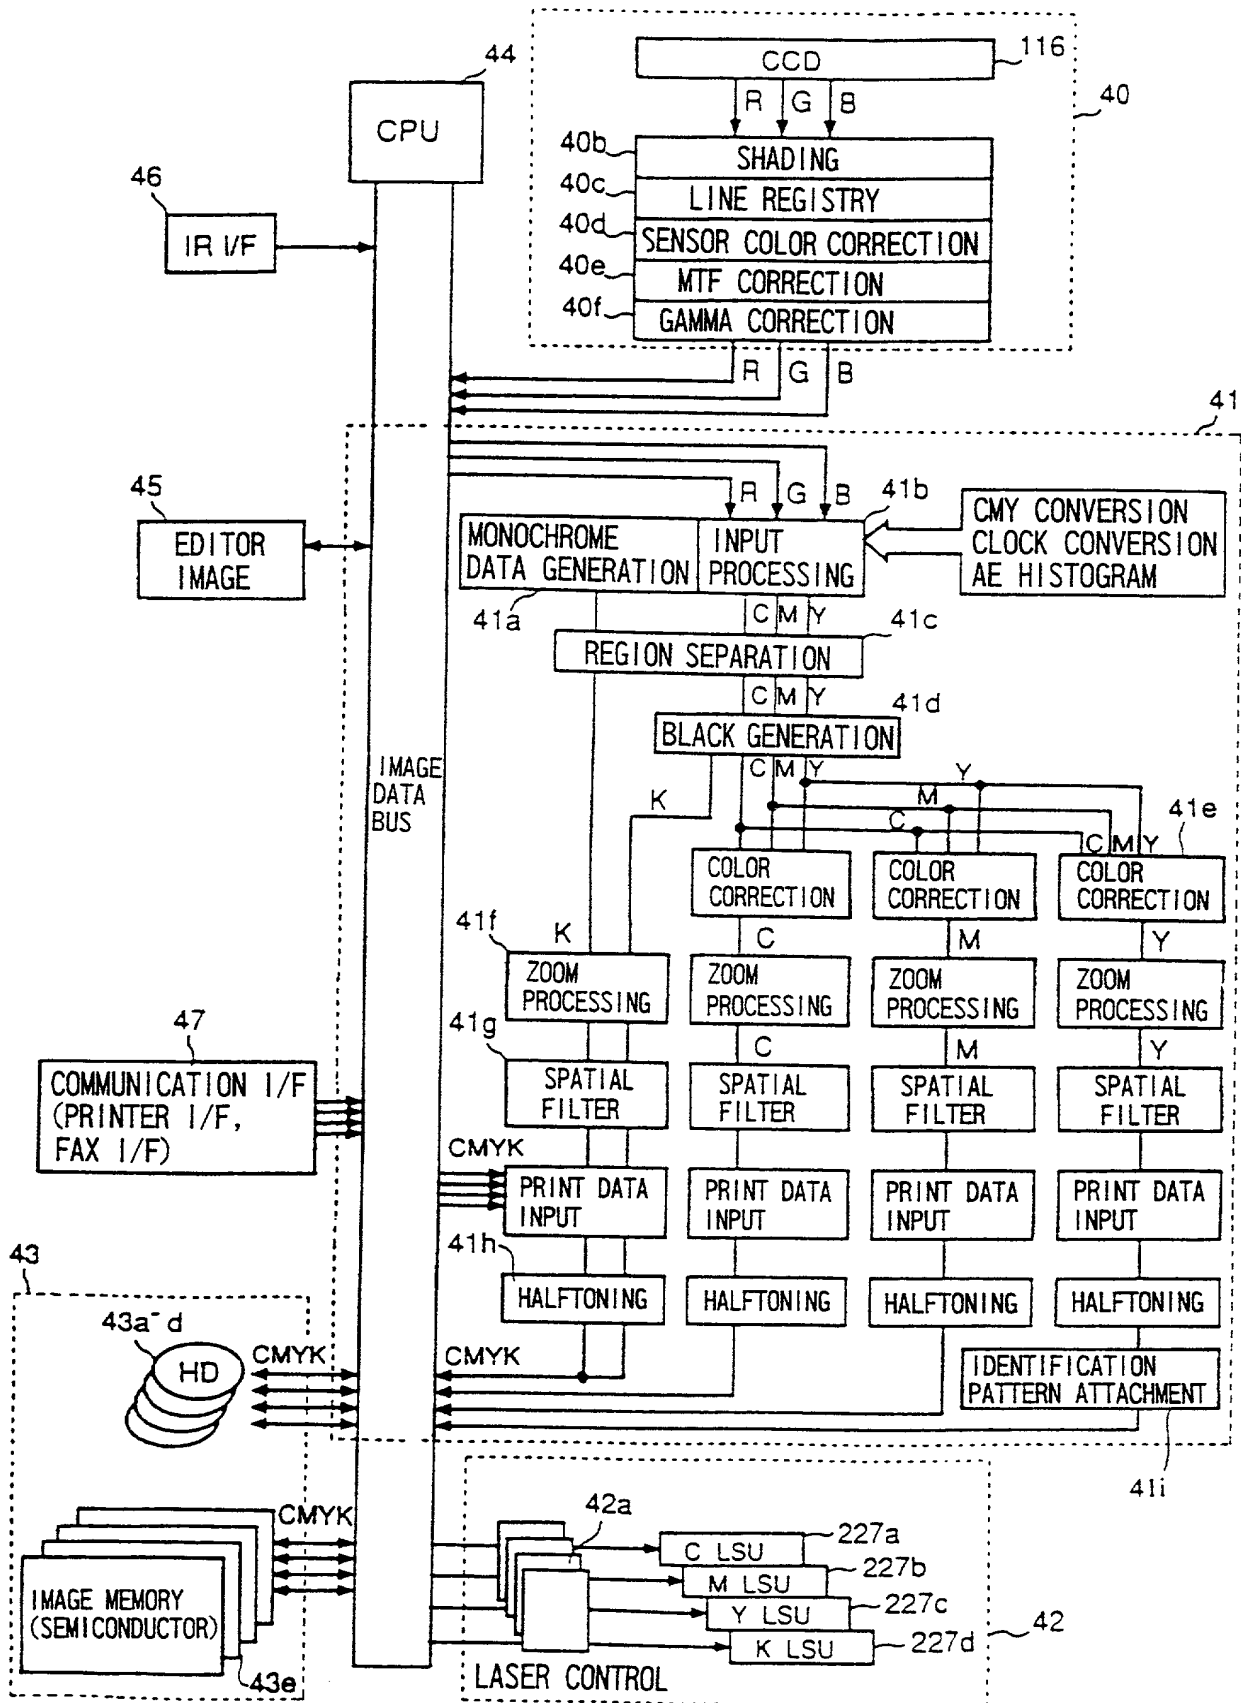 CCD
116
R G B
40
44
CPU
40b
SHADING
40c
LINE REGISTRY
40d
SENSOR COLOR CORRECTION
40e
MTF CORRECTION
40f
GAMMA CORRECTION
R G B
46
IR I/F
41
45
EDITOR
IMAGE
R G B
41b
MONOCHROME
DATA GENERATION
INPUT
PROCESSING
CMY CONVERSION
CLOCK CONVERSION
AE HISTOGRAM
41a
C M Y
41c
REGION SEPARATION
C M Y
41d
BLACK GENERATION
C M Y
Y
M
C
K
IMAGE
DATA
BUS
C M Y
41e
COLOR
CORRECTION
COLOR
CORRECTION
COLOR
CORRECTION
41f
K
C
M
Y
ZOOM
PROCESSING
ZOOM
PROCESSING
ZOOM
PROCESSING
ZOOM
PROCESSING
41g
C
M
Y
SPATIAL
FILTER
SPATIAL
FILTER
SPATIAL
FILTER
SPATIAL
FILTER
47
COMMUNICATION I/F
(PRINTER I/F,
FAX I/F)
CMYK
PRINT DATA
INPUT
PRINT DATA
INPUT
PRINT DATA
INPUT
PRINT DATA
INPUT
41h
HALFTONING
HALFTONING
HALFTONING
HALFTONING
43
43a-d
HD
CMYK
CMYK
IDENTIFICATION
PATTERN ATTACHMENT
41i
CMYK
IMAGE MEMORY
(SEMICONDUCTOR)
43e
42a
C LSU
227a
M LSU
227b
Y LSU
227c
K LSU
227d
42
LASER CONTROL